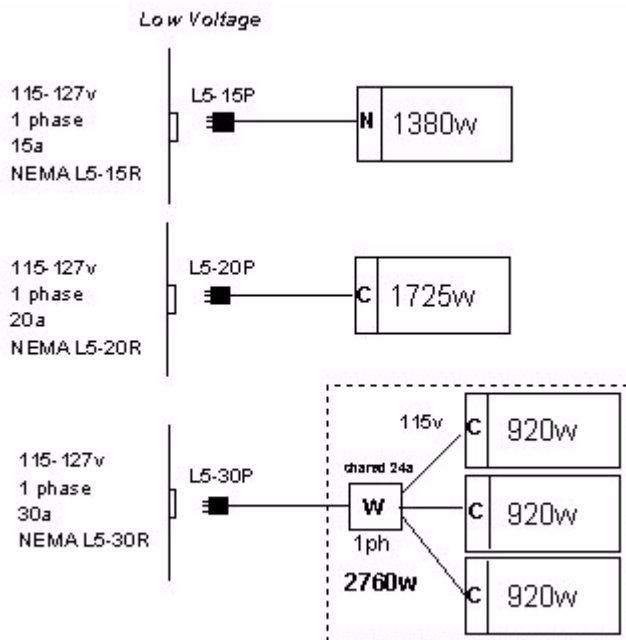 Low Voltage
115-127v
1 phase
15a
NEMA L5-15R
L5-15P
N
1380w
115-127v
1 phase
20a
NEMA L5-20R
L5-20P
C
1725w
115-127v
1 phase
30a
NEMA L5-30R
L5-30P
shared 24a
W
1ph
2760w
115v
C
920w
C
920w
C
920w